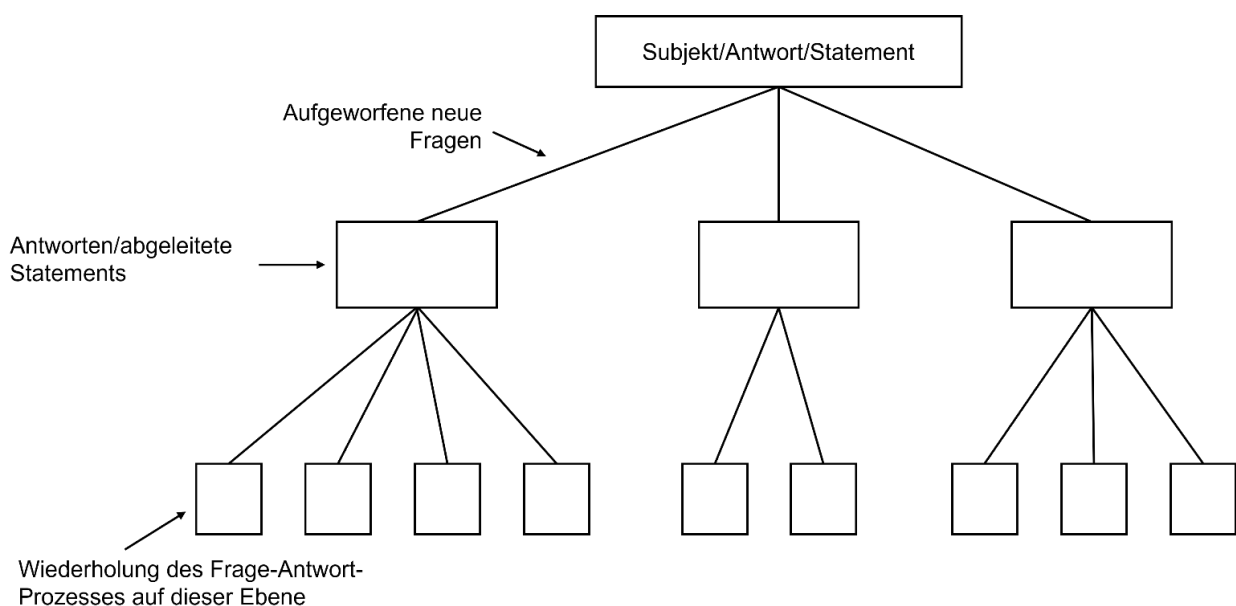 Subjekt/Antwort/Statement
Aufgeworfene neue
Fragen
Antworten/abgeleitete
Statements
Wiederholung des Frage-Antwort-
Prozesses auf dieser Ebene